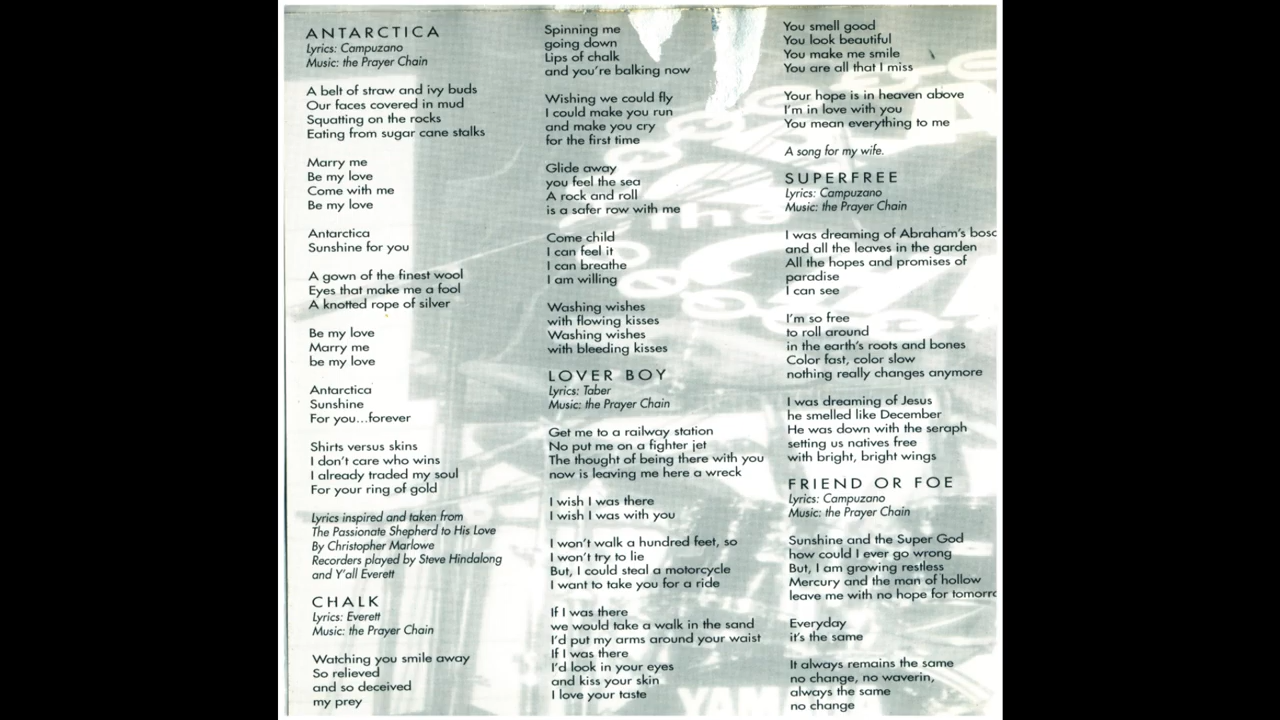 ANTARCTICA
Lyrics: Campuzano
Music: the Prayer Chain
A belt of straw and ivy buds
Our faces covered in mud
Squatting on the rocks
Eating from sugar cane stalks
Marry me
Be my love
Come with me
Be my love
Antarctica
Sunshine for you
A gown of the finest wool
Eyes that make me a fool
A knotted rope of silver
Be my love
Marry me
be my love
Antarctica
Sunshine
For you...forever
Shirts versus skins
I don't care who wins
I already traded my soul
For your ring of gold
Lyrics inspired and taken from
The Passionate Shepherd to His Love
By Christopher Marlowe
Recorders played by Steve Hindalong
and Y'all Everett
CHALK
Lyrics: Everett
Music: the Prayer Chain
Watching you smile away
So relieved
and so deceived
my prey
Spinning me
going down
Lips of chalk
and you're balking now
Wishing we could fly
I could make you run
and make you cry
for the first time
Glide away
you feel the sea
A rock and roll
is a safer row with me
Come child
I can feel it
I can breathe
I am willing
Washing wishes
with flowing kisses
Washing wishes
with bleeding kisses
LOVER BOY
Lyrics: Taber
Music: the Prayer Chain
Get me to a railway station
No put me on a fighter jet
The thought of being there with you
now is leaving me here a wreck
I wish I was there
I wish I was with you
I won't walk a hundred feet, so
I won't try to lie
But, I could steal a motorcycle
I want to take you for a ride
If I was there
we would take a walk in the sand
I'd put my arms around your waist
If I was there
I'd look in your eyes
and kiss your skin
I love your taste
You smell good
You look beautiful
You make me smile
You are all that I miss
Your hope is in heaven above
I'm in love with you
You mean everything to me
A song for my wife.
SUPERFREE
Lyrics: Campuzano
Music: the Prayer Chain
I was dreaming of Abraham's
and all the leaves in the garden
All the hopes and promises of
paradise
I can see
I'm so free
to roll around
in the earth's roots and bones
Color fast, color slow
nothing really changes anymore
I was dreaming of Jesus
he smelled like December
He was down with the seraph
setting us natives free
with bright, bright wings
FRIEND OR FOE
Lyrics: Campuzano
Music: the Prayer Chain
Sunshine and the Super God
how could I ever go wrong
But, I am growing restless
Mercury and the man of hollow
leave me with no hope for
Everyday
it's the same
It always remains the same
no change, no waverin,
always the same
no change
YAMAHA